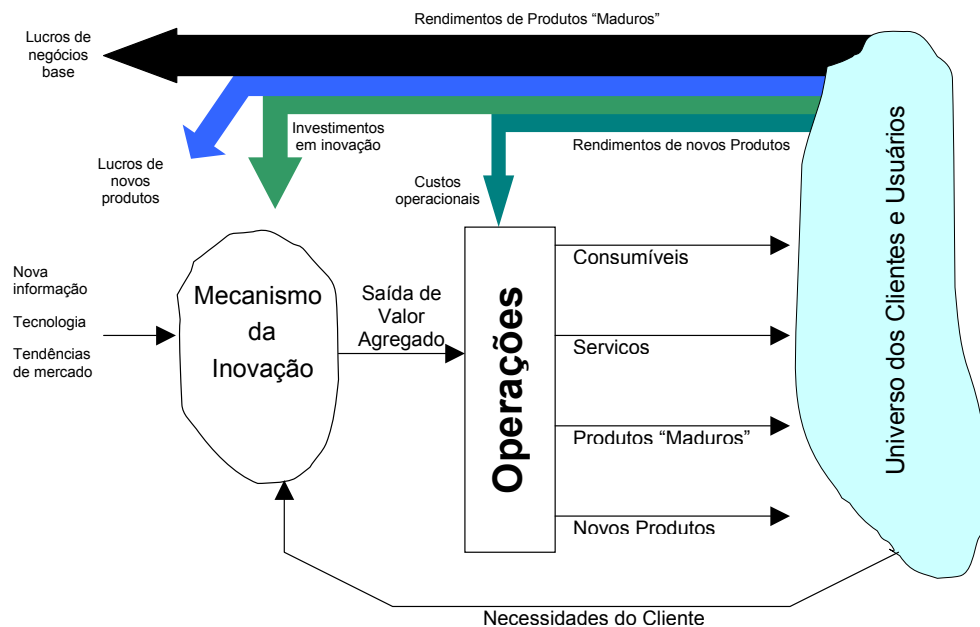 Rendimentos de Produtos “Maduros”
Lucros de
negócios
base
Investimentos
em inovação
Rendimentos de novos Produtos
Lucros de
novos
produtos
Custos
operacionais
Universo dos Clientes e Usuários
Nova
informação
Tecnologia
Tendências
de mercado
Mecanismo
da
Inovação
Saída de
Valor
Agregado
Operações
Consumíveis
Servicos
Produtos “Maduros”
Novos Produtos
Necessidades do Cliente